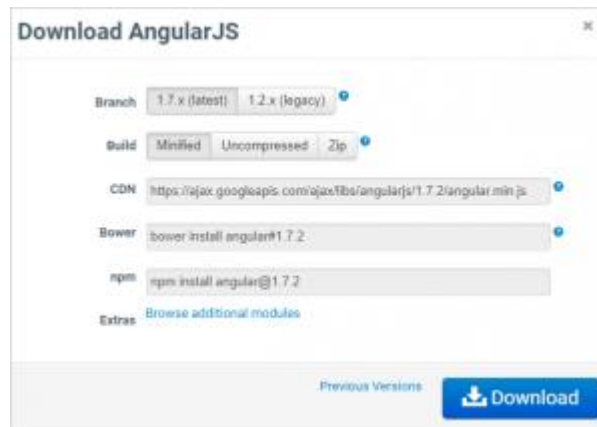 Download AngularJS ×
Branch 1.7.x (latest) 1.2.x (legacy) ?
Build Minified Uncompressed Zip ?
CDN https://ajax.googleapis.com/ajax/libs/angularjs/1.7.2/angular.min.js ?
Bower bower install angular#1.7.2 ?
npm npm install angular@1.7.2
Extras Browse additional modules
Previous Versions Download